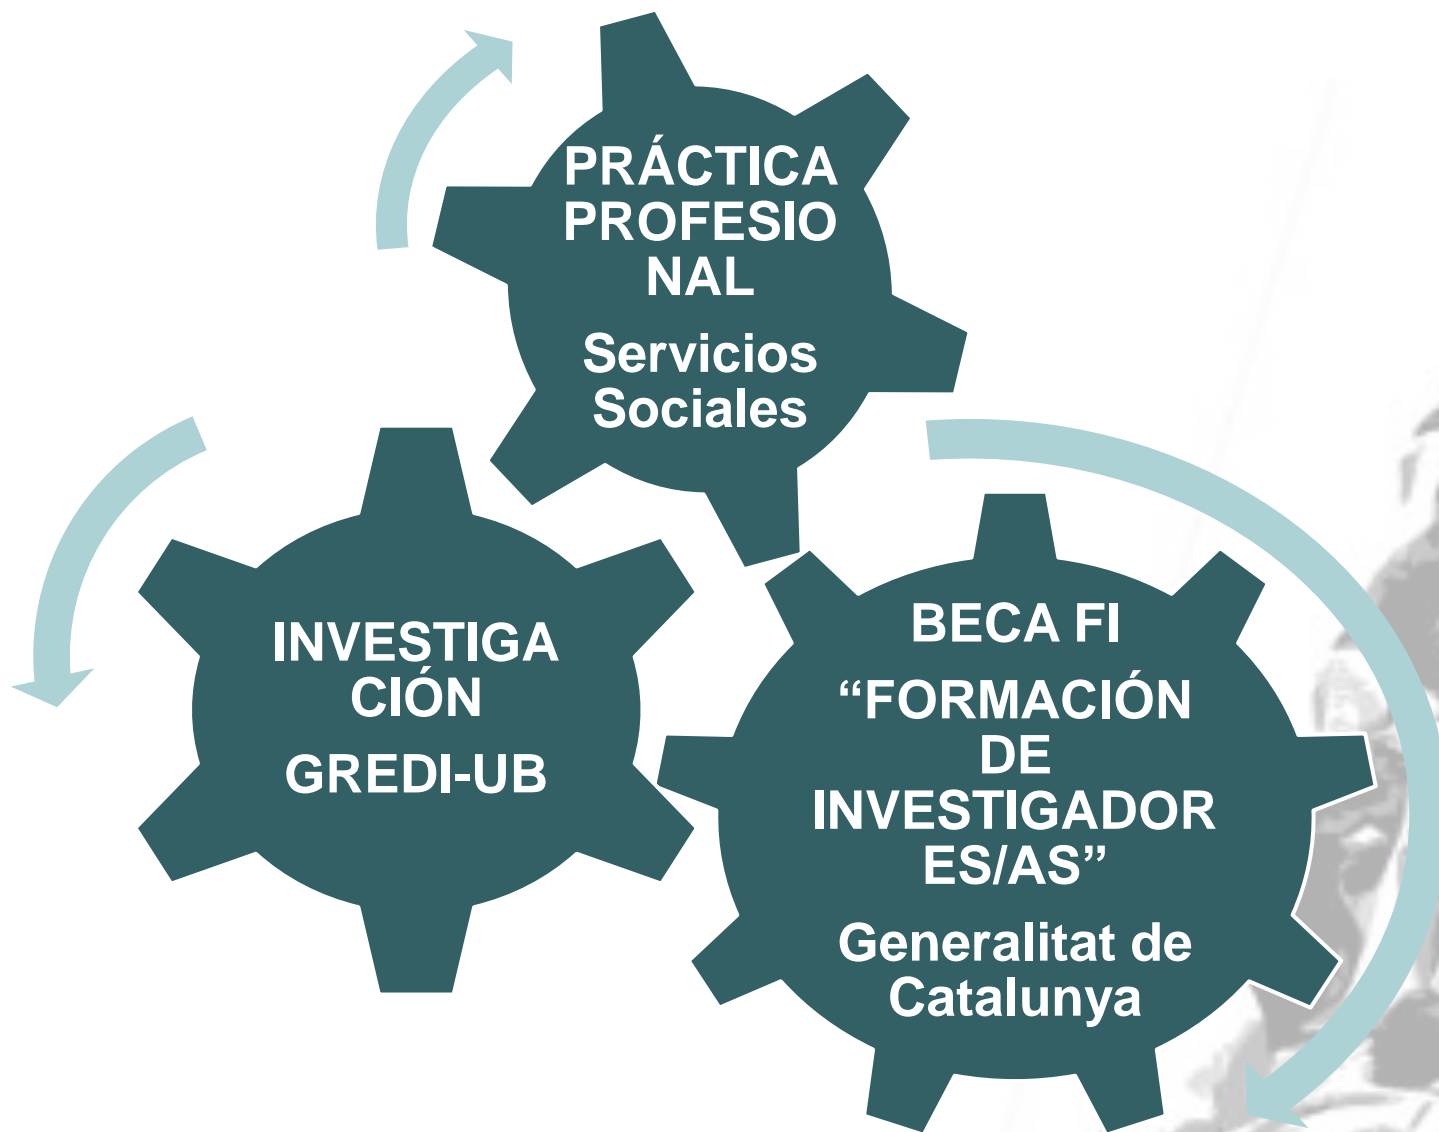 PRÁCTICA
PROFESIO
NAL
Servicios
Sociales
INVESTIGA
CIÓN
GREDI-UB
BECA FI
“FORMACIÓN
DE
INVESTIGADOR
ES/AS”
Generalitat de
Catalunya